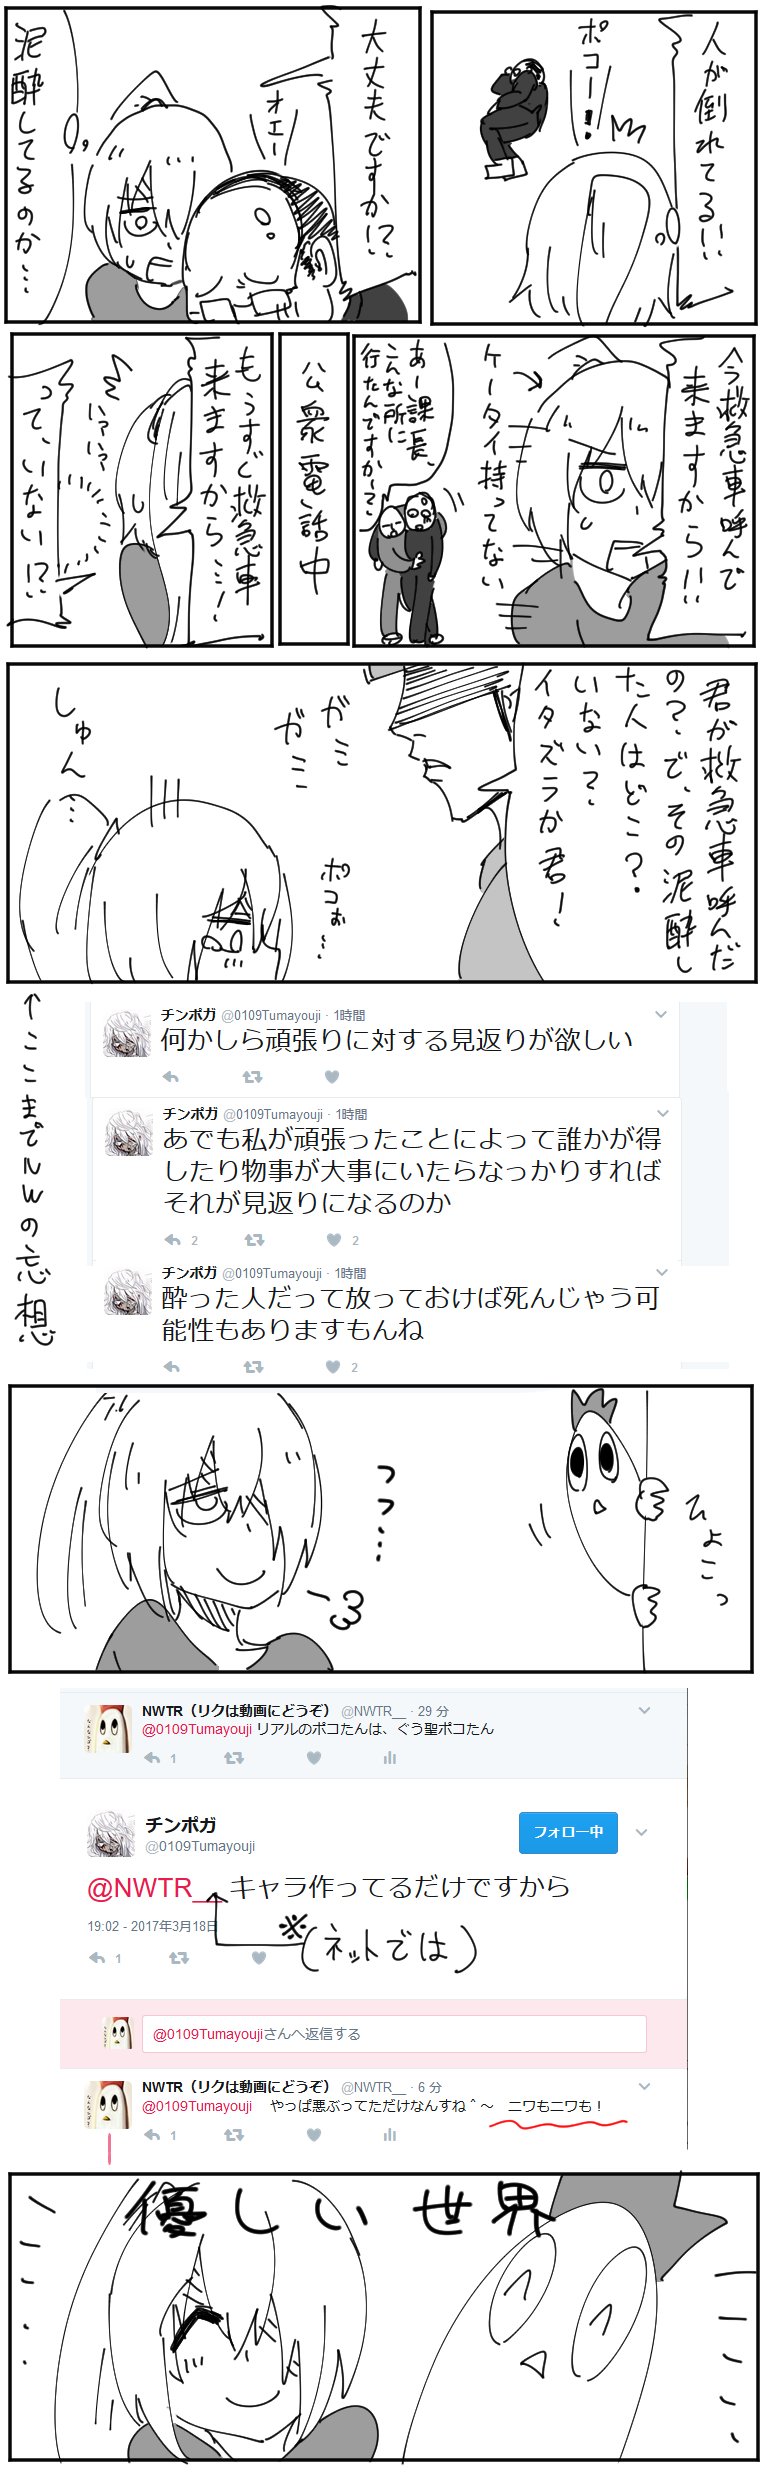 人が倒れてる!!
ポコー!
大丈夫ですか!?
オエー
泥酔してるのか…
今救急車呼んで
来ますから!!
ケータイ持ってない
あー課長、
こんな所に
行たんですかー?
公衆電話中
もうすぐ救急車
来ますから…!
いァいァ
って、いない!?
君が救急車呼んだ
の?、で、その泥酔し
た人はどこ?、
いない?、
イタズラか君!
ガミ
ガミ
ポコぉ…
しゅん…
↑ここまでルWの忘想
チンポガ @0109Tumayouji · 1時間
何かしら頑張りに対する見返りが欲しい
チンポガ @0109Tumayouji · 1時間
あでも私が頑張ったことによって誰かが得
したり物事が大事にいたらなっかりすれば
それが見返りになるのか
2 2
チンポガ @0109Tumayouji · 1時間
酔った人だって放っておけば死んじゃう可
能性もありますもんね
2
ひょこっ
フッ…
NWTR（リクは動画にどうぞ） @NWTR__ · 29 分
@0109Tumayouji リアルのポコたんは、ぐう聖ポコたん
1
チンポガ
@0109Tumayouji
フォロー中
@NWTR__ キャラ作ってるだけですから
19:02 - 2017年3月18日
※(ネットでは)
1
@0109Tumayoujiさんへ返信する
NWTR（リクは動画にどうぞ） @NWTR__ · 6 分
@0109Tumayouji　やっぱ悪ぶってただけなんすね＾～　ニワもニワも！
1
優しい世界
ニコニコ